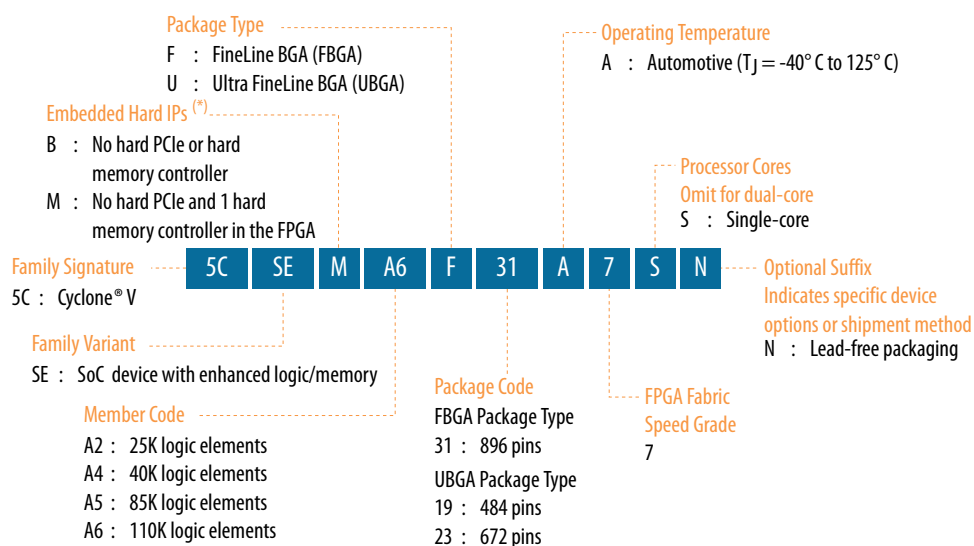 Package Type
F : FineLine BGA (FBGA)
U : Ultra FineLine BGA (UBGA)
Operating Temperature
A : Automotive (TJ = -40° C to 125° C)
Embedded Hard IPs (*)
B : No hard PCIe or hard
memory controller
M : No hard PCIe and 1 hard
memory controller in the FPGA
Processor Cores
Omit for dual-core
S : Single-core
5C SE M A6 F 31 A 7 S N
Family Signature
5C : Cyclone® V
Optional Suffix
Indicates specific device
options or shipment method
N : Lead-free packaging
Family Variant
SE : SoC device with enhanced logic/memory
Member Code
A2 : 25K logic elements
A4 : 40K logic elements
A5 : 85K logic elements
A6 : 110K logic elements
Package Code
FBGA Package Type
31 : 896 pins
UBGA Package Type
19 : 484 pins
23 : 672 pins
FPGA Fabric
Speed Grade
7